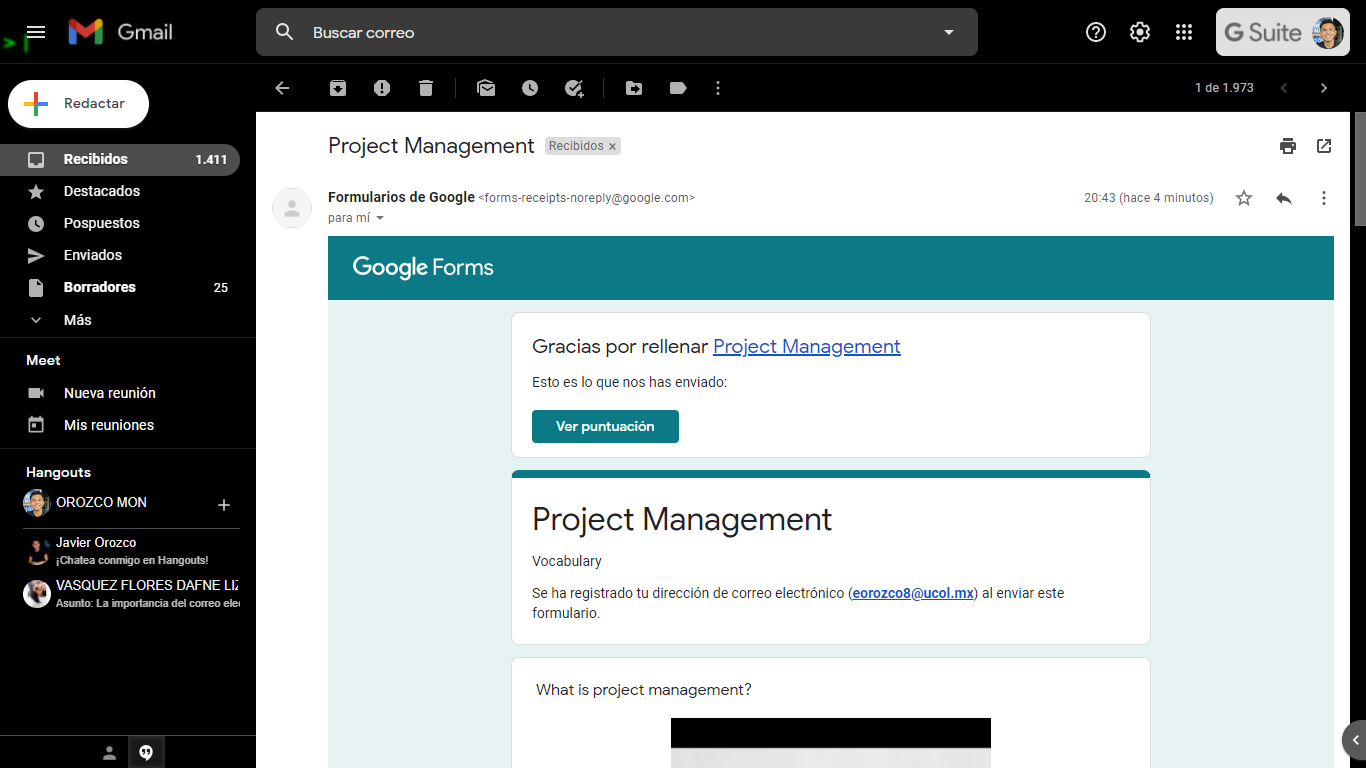 Gmail
Buscar correo
G Suite
Redactar
1 de 1.973
Recibidos 1.411
Destacados
Pospuestos
Enviados
Borradores 25
Más
Meet
Nueva reunión
Mis reuniones
Hangouts
OROZCO MON
Javier Orozco
¡Chatea conmigo en Hangouts!
VASQUEZ FLORES DAFNE LIZ
Asunto: La importancia del correo elec
Project Management Recibidos ×
Formularios de Google <forms-receipts-noreply@google.com> 20:43 (hace 4 minutos)
para mí
Google Forms
Gracias por rellenar Project Management
Esto es lo que nos has enviado:
Ver puntuación
Project Management
Vocabulary
Se ha registrado tu dirección de correo electrónico (eorozco8@ucol.mx) al enviar este
formulario.
What is project management?